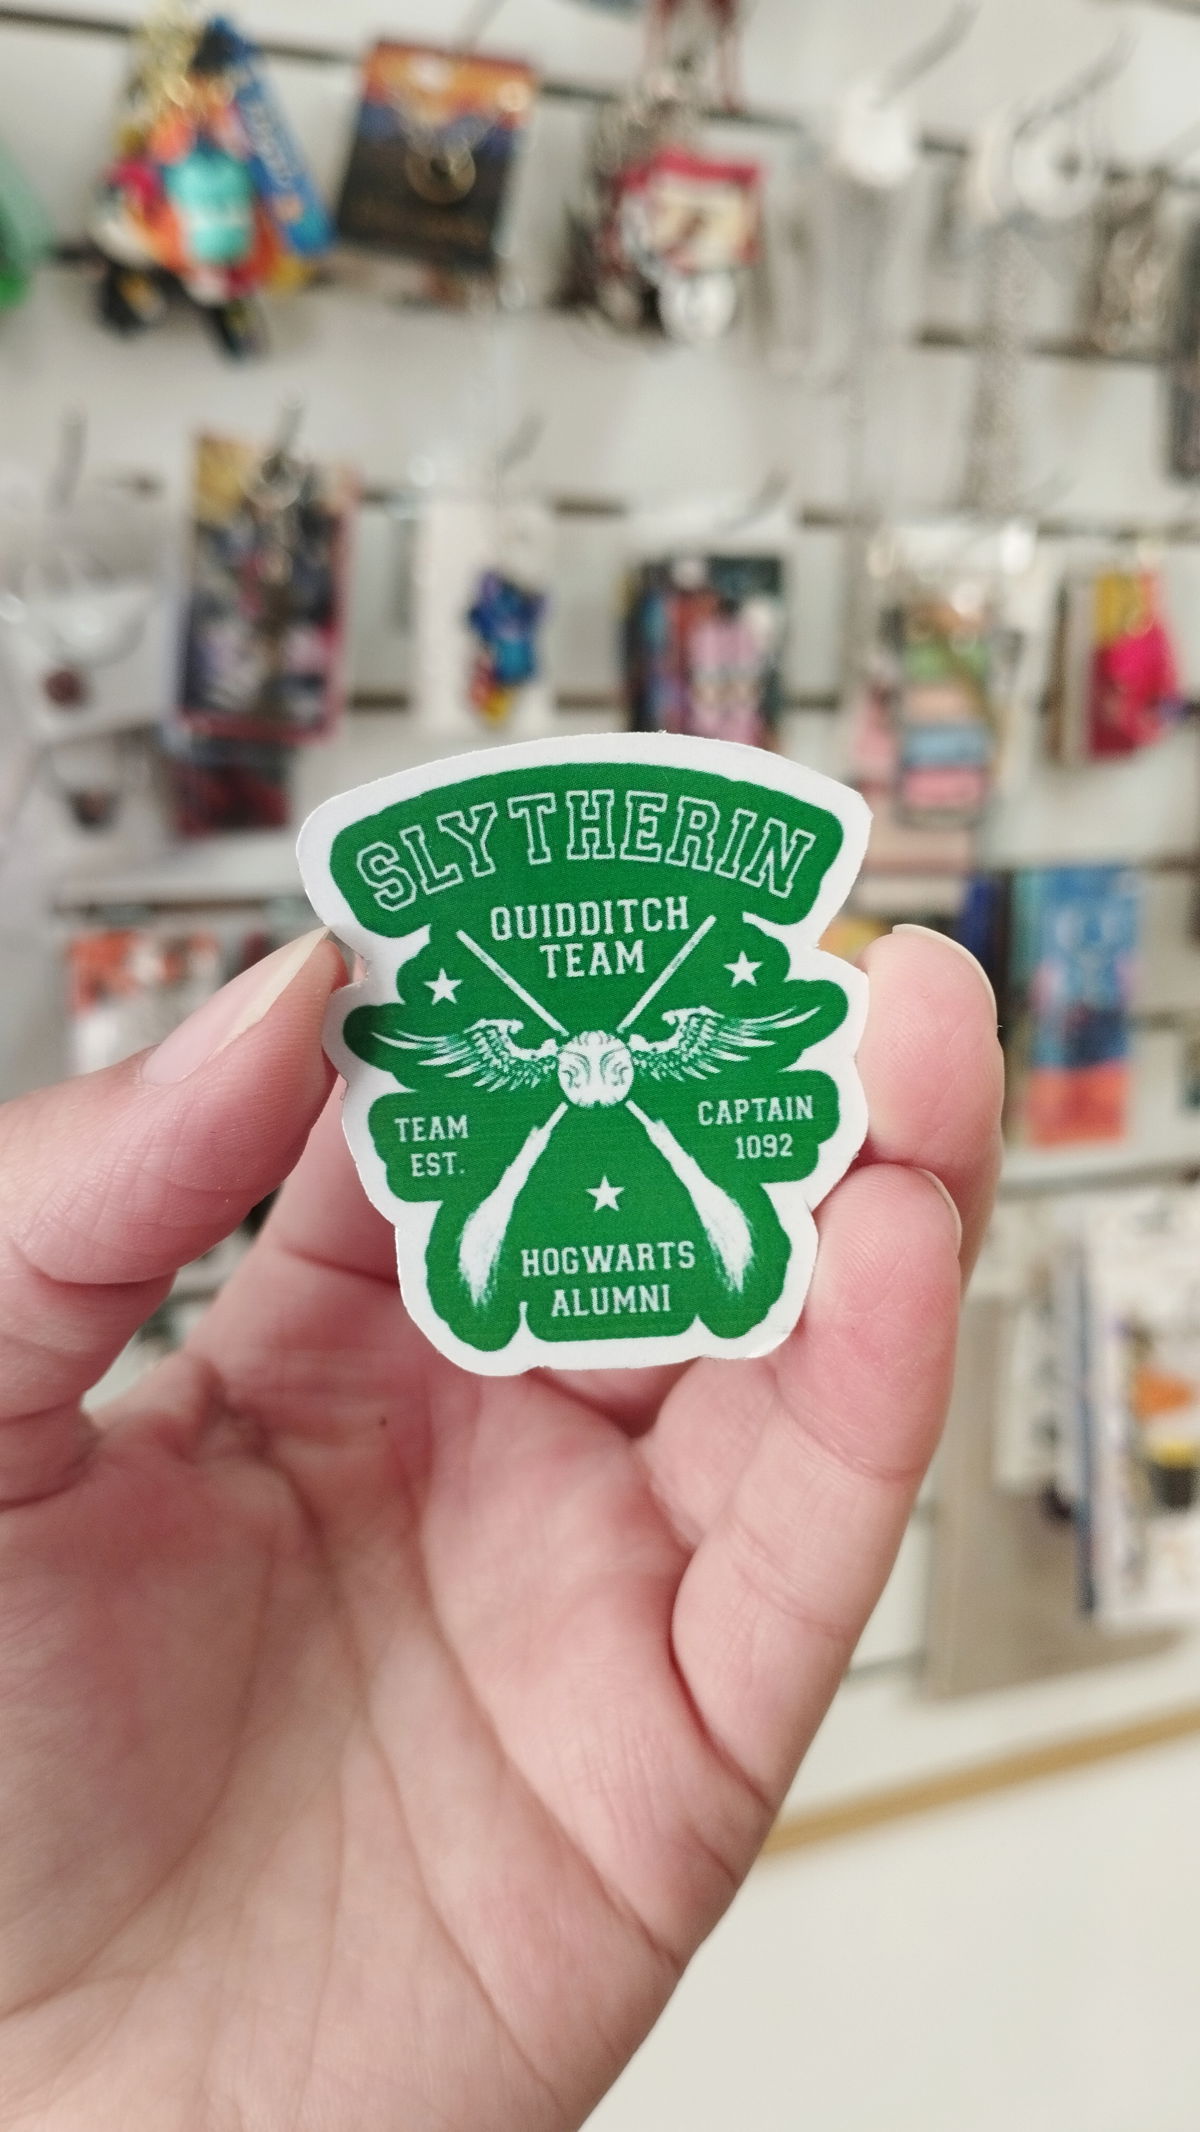 SLYTHERIN
QUIDDITCH
TEAM
TEAM
EST.
CAPTAIN
1092
HOGWARTS
ALUMNI